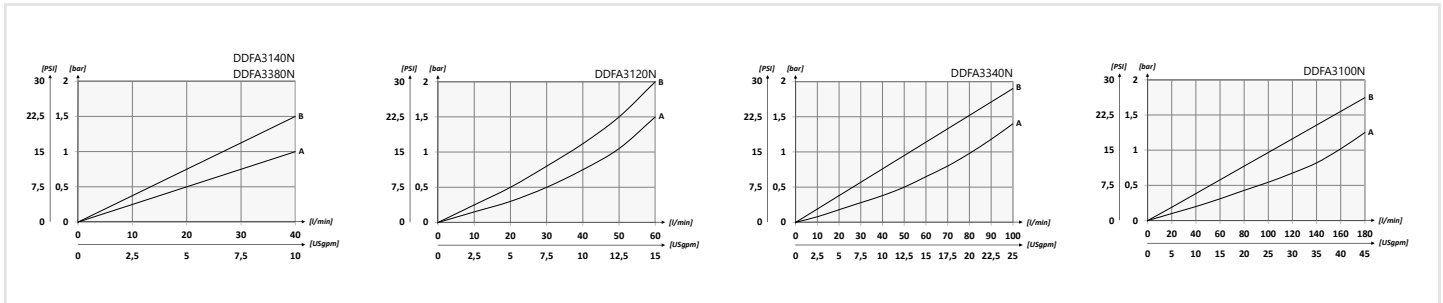 DDFA3140N
DDFA3380N
[PSI] [bar]
30 2
22,5 1,5
15 1
7,5 0,5
0 0
B
A
[l/min]
0 10 20 30 40
[USgpm]
0 2,5 5 7,5 10
DDFA3120N
[PSI] [bar]
30 2
22,5 1,5
15 1
7,5 0,5
0 0
B
A
[l/min]
0 10 20 30 40 50 60
[USgpm]
0 2,5 5 7,5 10 12,5 15
DDFA3340N
[PSI] [bar]
30 2
22,5 1,5
15 1
7,5 0,5
0 0
B
A
[l/min]
0 10 20 30 40 50 60 70 80 90 100
[USgpm]
0 2,5 5 7,5 10 12,5 15 17,5 20 22,5 25
DDFA3100N
[PSI] [bar]
30 2
22,5 1,5
15 1
7,5 0,5
0 0
B
A
[l/min]
0 20 40 60 80 100 120 140 160 180
[USgpm]
0 5 10 15 20 25 30 35 40 45